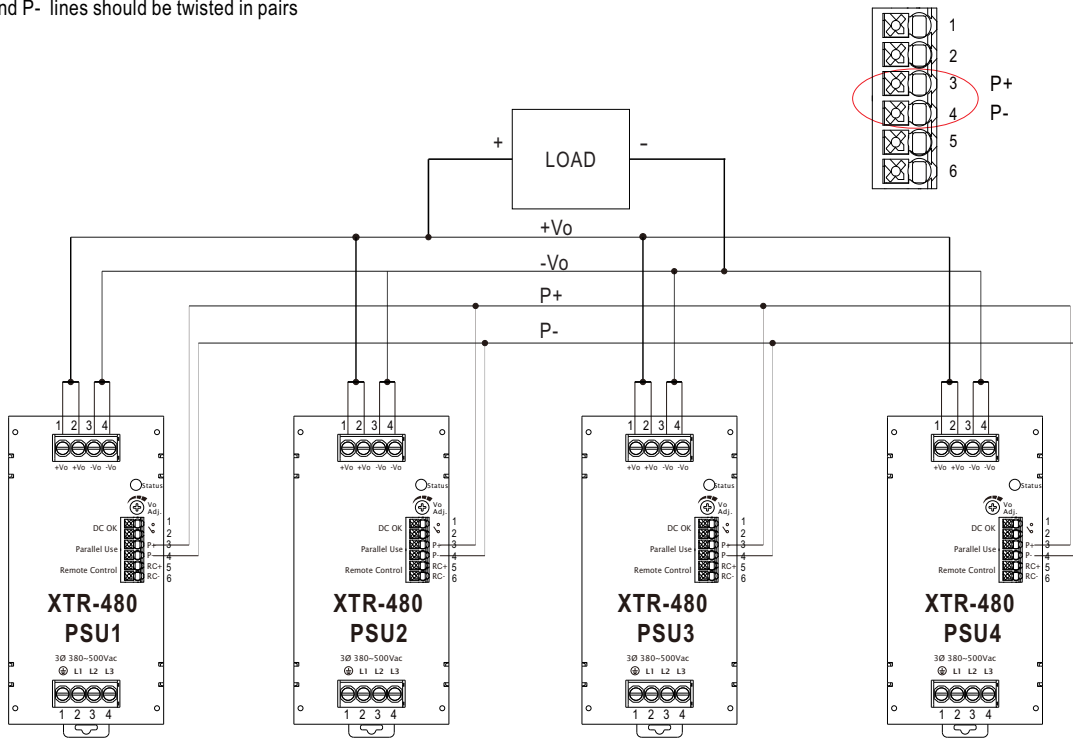 nd P- lines should be twisted in pairs
1
2
3 P+
4 P-
5
6
+ LOAD -
+Vo
-Vo
P+
P-
1 2 3 4
+Vo +Vo -Vo -Vo
Status
Vo
Adj.
DC OK
1
2
Parallel Use
P+ 3
P- 4
Remote Control
RC+ 5
RC- 6
XTR-480
PSU1
3Ø 380~500Vac
L1 L2 L3
1 2 3 4
1 2 3 4
+Vo +Vo -Vo -Vo
Status
Vo
Adj.
DC OK
1
2
Parallel Use
P+ 3
P- 4
Remote Control
RC+ 5
RC- 6
XTR-480
PSU2
3Ø 380~500Vac
L1 L2 L3
1 2 3 4
1 2 3 4
+Vo +Vo -Vo -Vo
Status
Vo
Adj.
DC OK
1
2
Parallel Use
P+ 3
P- 4
Remote Control
RC+ 5
RC- 6
XTR-480
PSU3
3Ø 380~500Vac
L1 L2 L3
1 2 3 4
1 2 3 4
+Vo +Vo -Vo -Vo
Status
Vo
Adj.
DC OK
1
2
Parallel Use
P+ 3
P- 4
Remote Control
RC+ 5
RC- 6
XTR-480
PSU4
3Ø 380~500Vac
L1 L2 L3
1 2 3 4